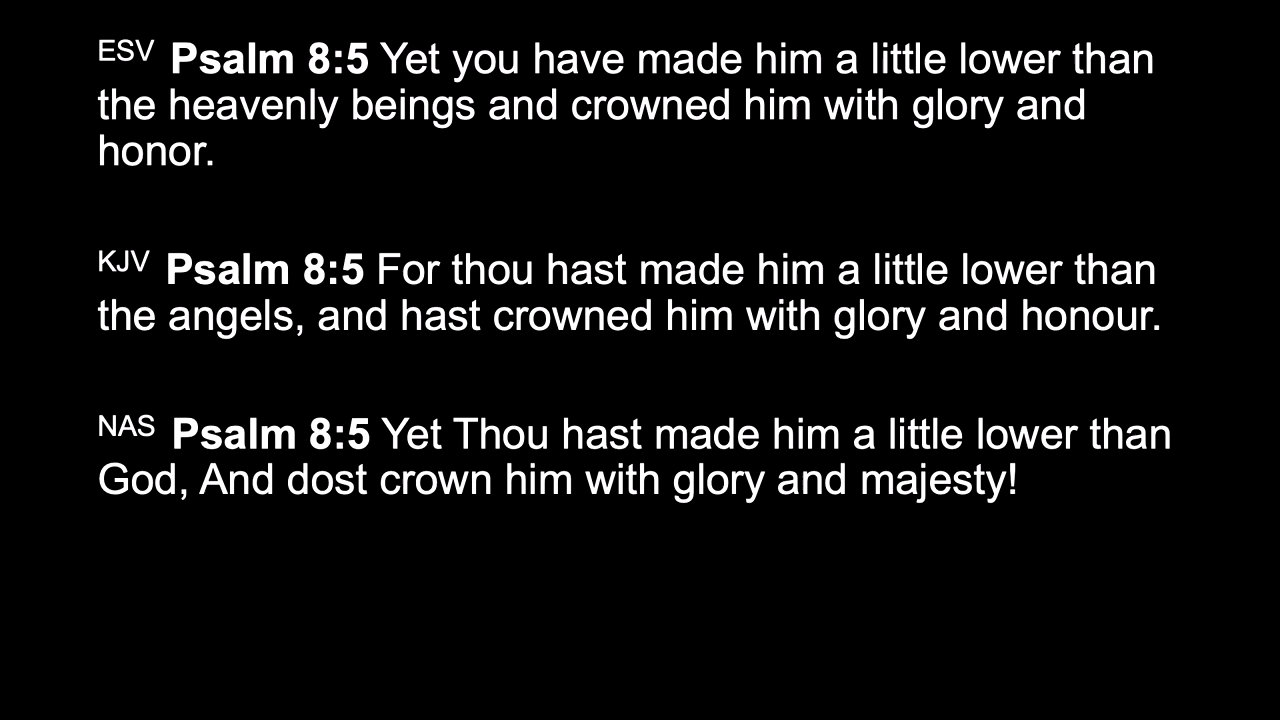 ESV Psalm 8:5 Yet you have made him a little lower than
the heavenly beings and crowned him with glory and
honor.
KJV Psalm 8:5 For thou hast made him a little lower than
the angels, and hast crowned him with glory and honour.
NAS Psalm 8:5 Yet Thou hast made him a little lower than
God, And dost crown him with glory and majesty!